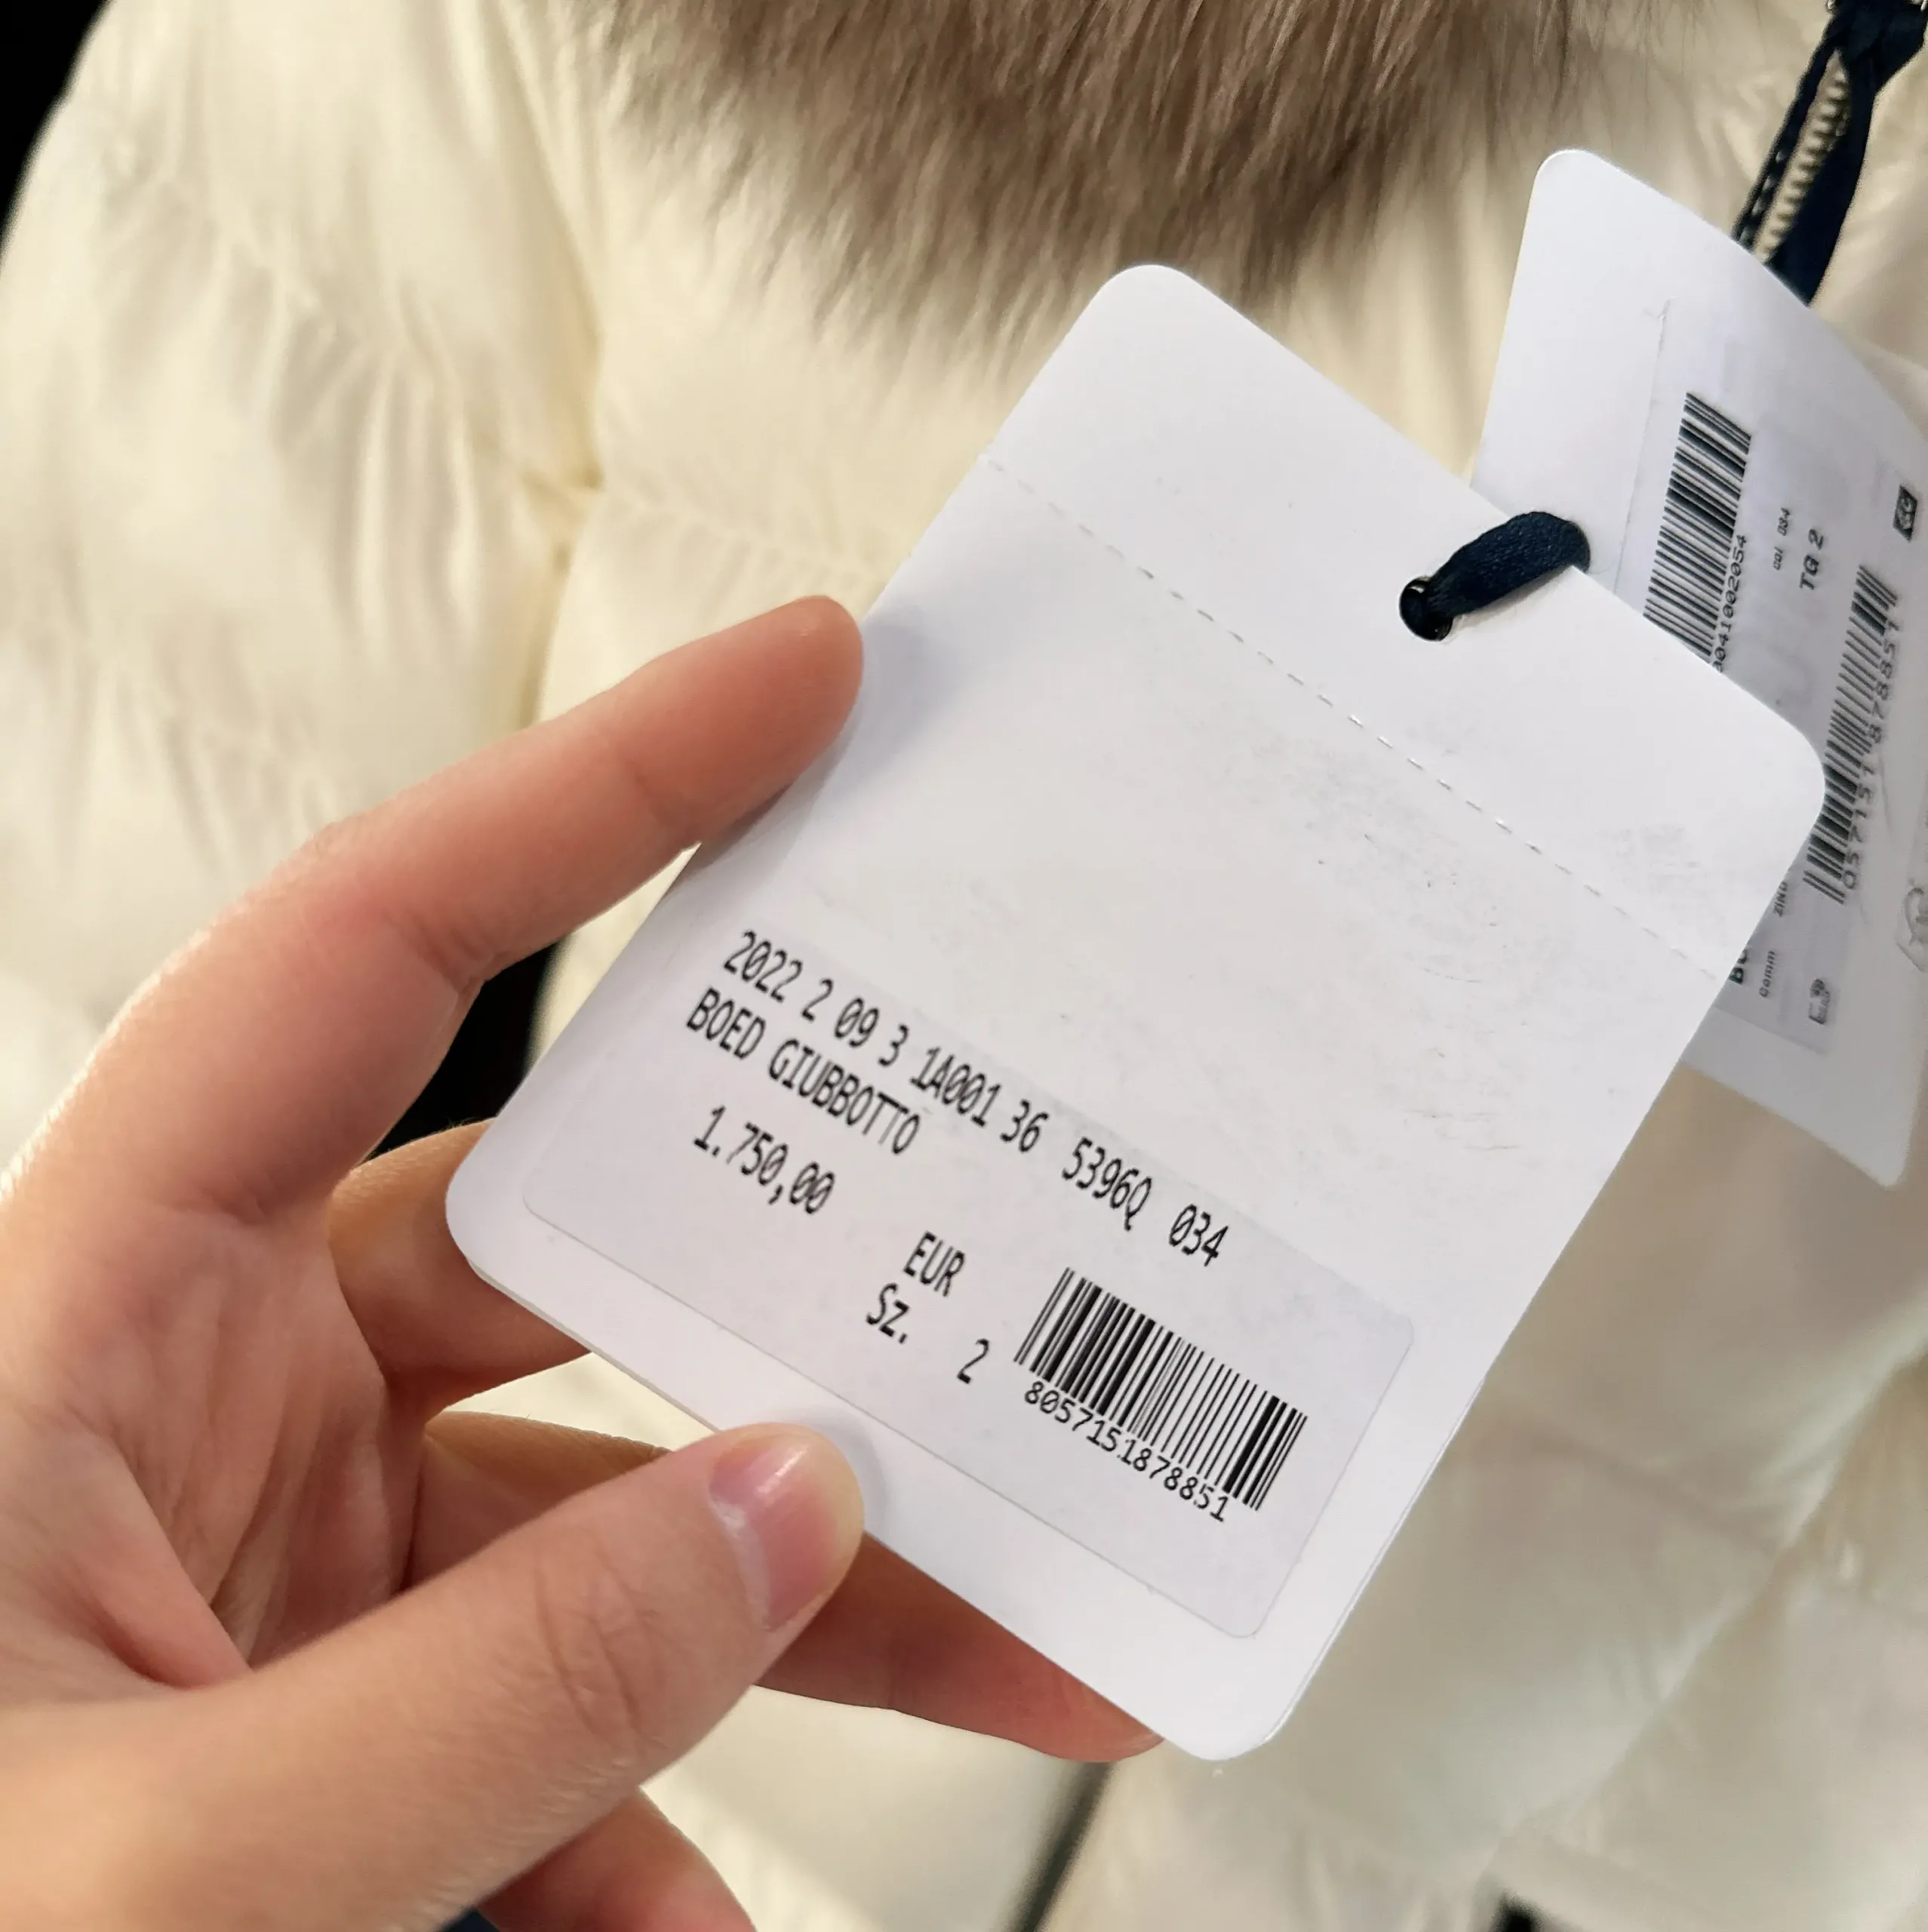 2022 2 09 3 1A001 36 5396Q 034
BOED GIUBBOTTO
1.750,00
EUR
Sz. 2
8057151878851
col 034
TG 2
Comm